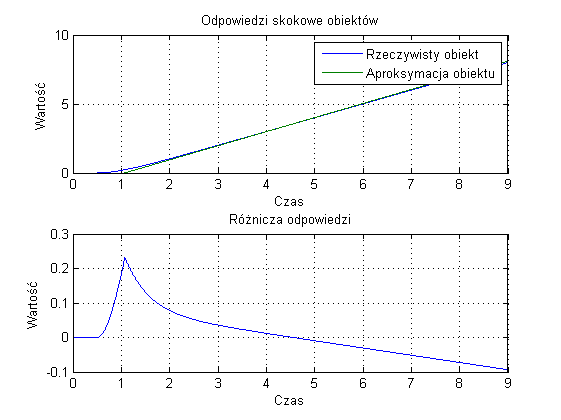 Odpowiedzi skokowe obiektów
10
5
0
Wartość
Rzeczywisty obiekt
Aproksymacja obiektu
0 1 2 3 4 5 6 7 8 9
Czas
Różnicza odpowiedzi
0.3
0.2
0.1
0
-0.1
Wartość
0 1 2 3 4 5 6 7 8 9
Czas